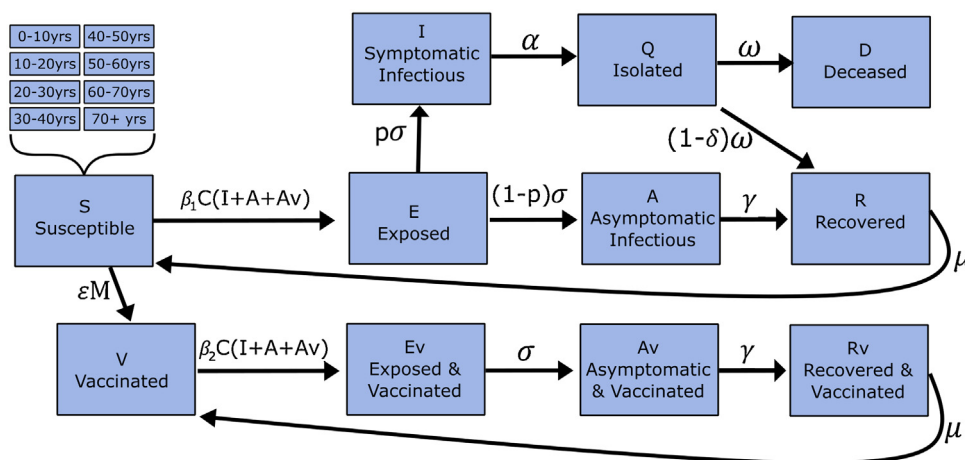 0-10yrs 40-50yrs
10-20yrs 50-60yrs
20-30yrs 60-70yrs
30-40yrs 70+ yrs
I
Symptomatic
Infectious
α
Q
Isolated
ω
D
Deceased
pσ
(1-δ)ω
S
Susceptible
β₁C(I+A+Av)
E
Exposed
(1-p)σ
A
Asymptomatic
Infectious
γ
R
Recovered
μ
εM
V
Vaccinated
β₂C(I+A+Av)
Ev
Exposed &
Vaccinated
σ
Av
Asymptomatic
& Vaccinated
γ
Rv
Recovered &
Vaccinated
μ